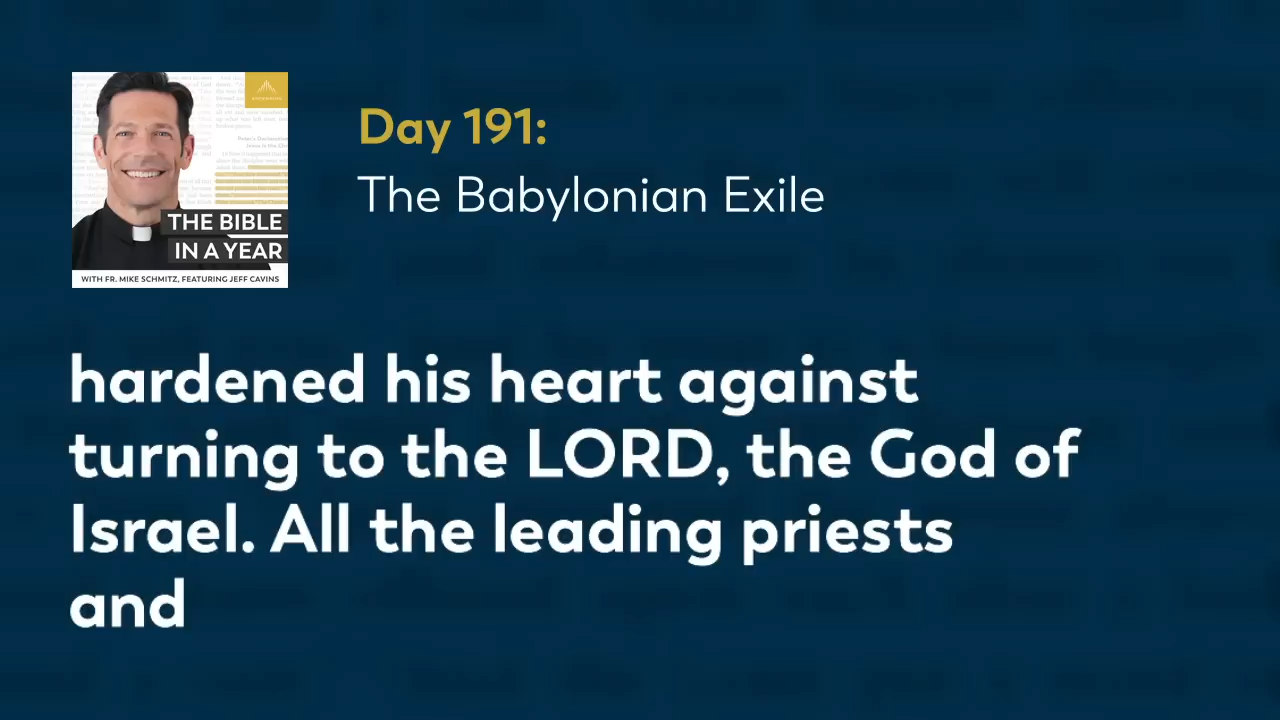 Day 191:
The Babylonian Exile
THE BIBLE
IN A YEAR
WITH FR. MIKE SCHMITZ, FEATURING JEFF CAVINS
hardened his heart against
turning to the LORD, the God of
Israel. All the leading priests
and